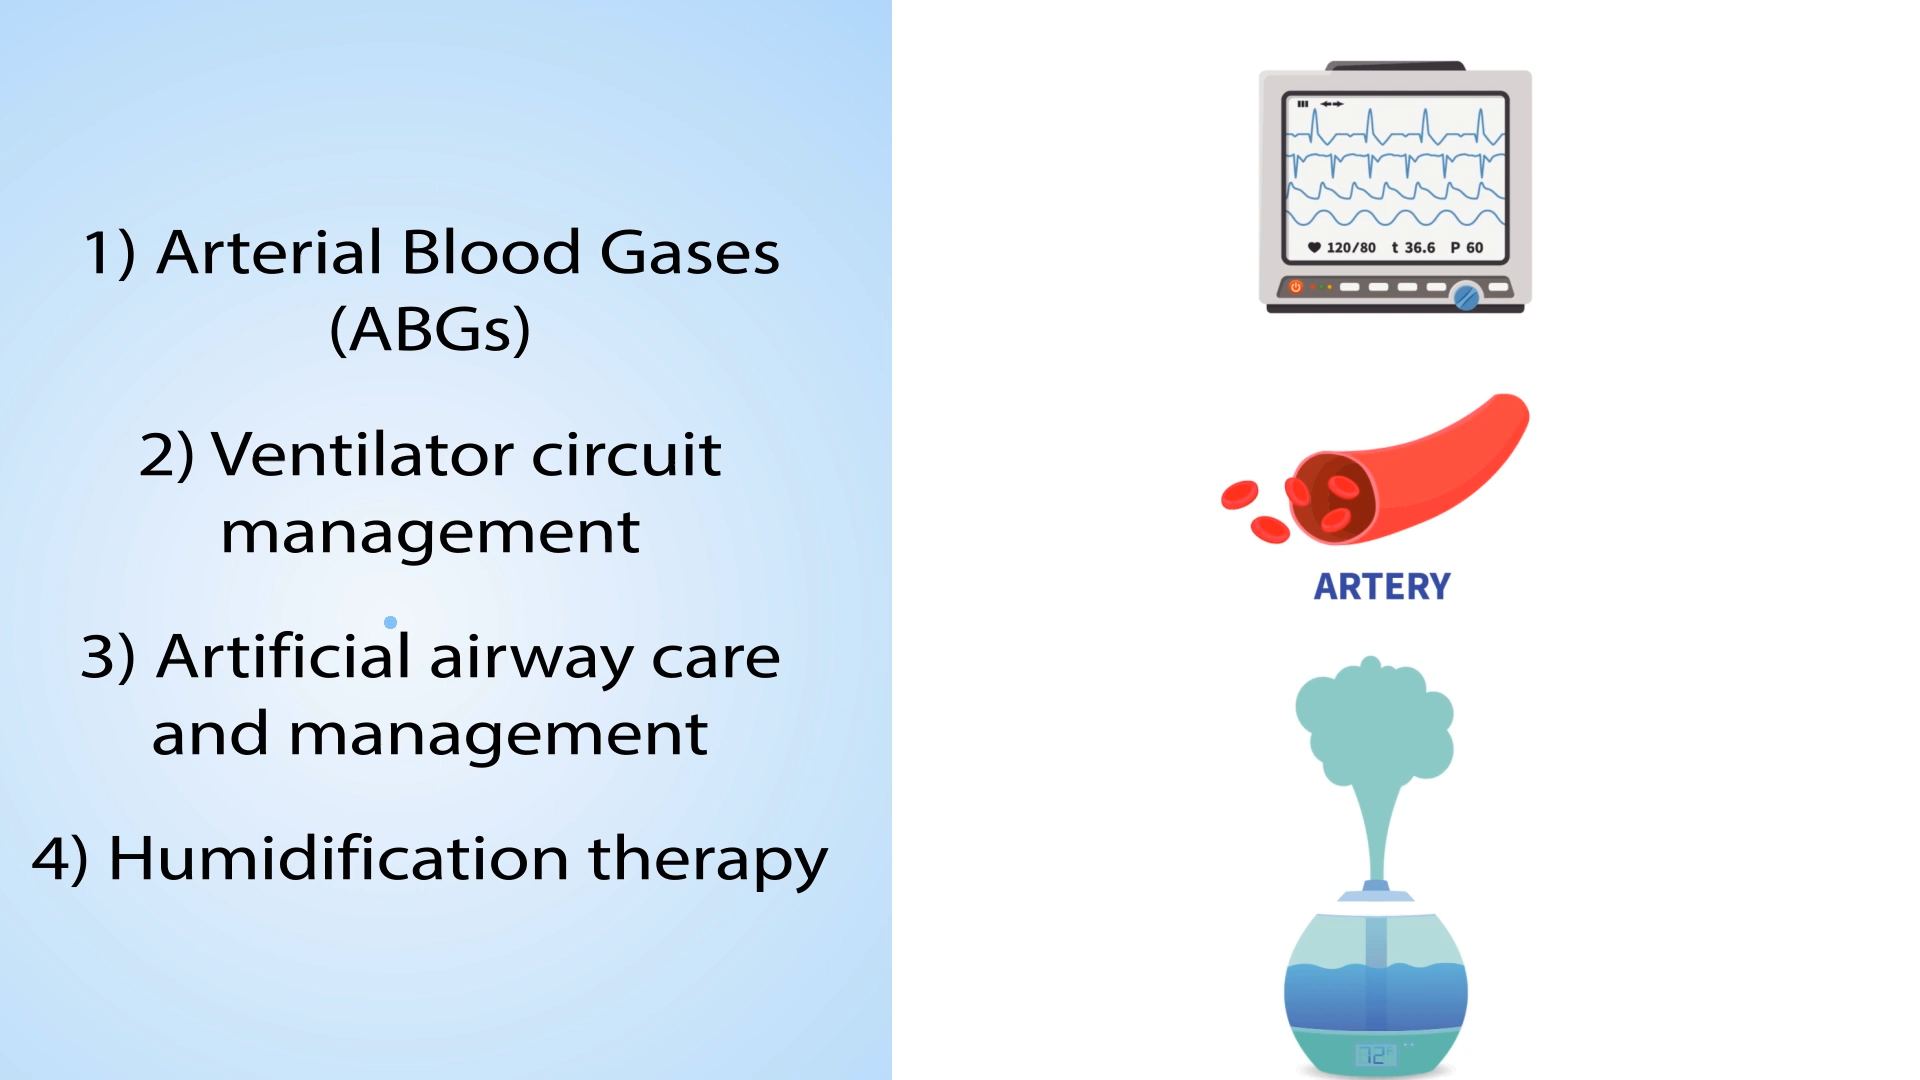 1) Arterial Blood Gases
(ABGs)
2) Ventilator circuit
management
3) Artificial airway care
and management
4) Humidification therapy
120/80 t 36.6 P 60
ARTERY
72°F